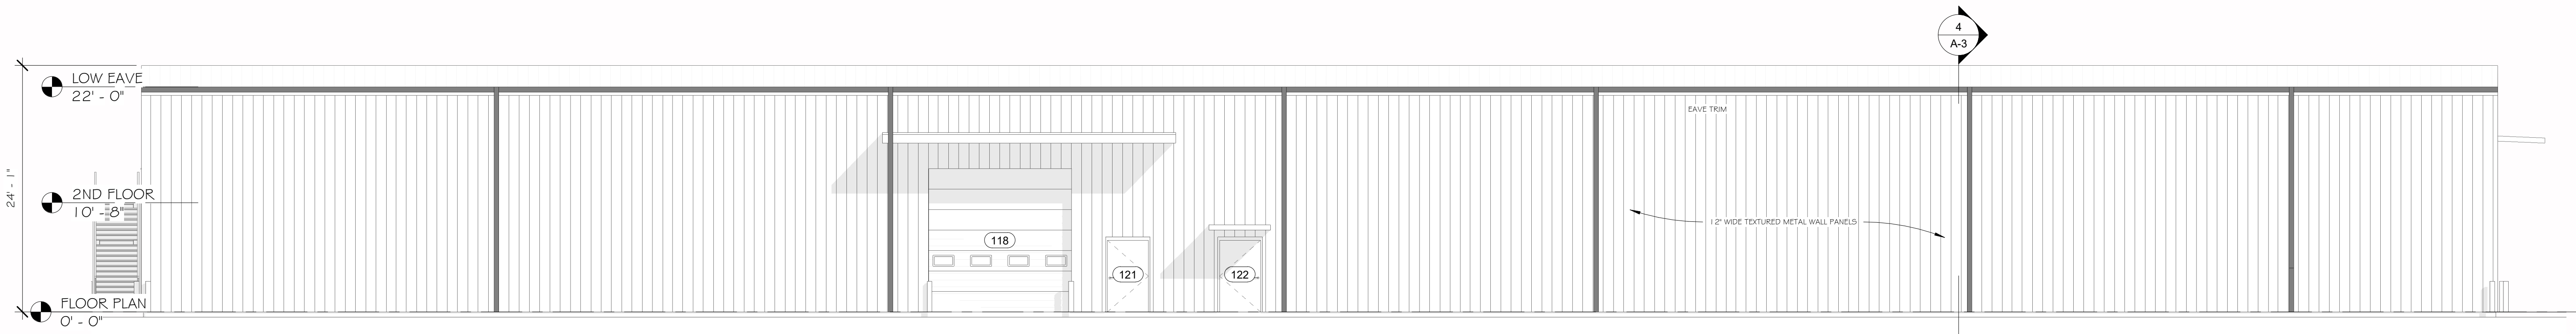 4
A-3
LOW EAVE
22' - 0"
EAVE TRIM
24' - 1"
2ND FLOOR
10' - 8"
12" WIDE TEXTURED METAL WALL PANELS
118
121
122
FLOOR PLAN
0' - 0"